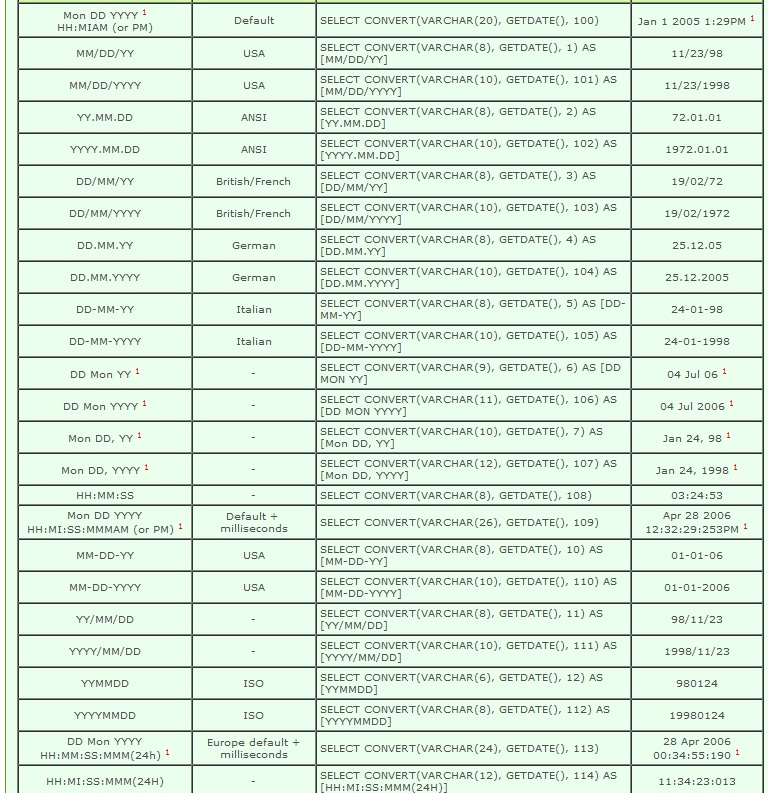 Mon DD YYYY 1
HH:MIAM (or PM)
Default
SELECT CONVERT(VARCHAR(20), GETDATE(), 100)
Jan 1 2005 1:29PM 1
MM/DD/YY
USA
SELECT CONVERT(VARCHAR(8), GETDATE(), 1) AS
[MM/DD/YY]
11/23/98
MM/DD/YYYY
USA
SELECT CONVERT(VARCHAR(10), GETDATE(), 101) AS
[MM/DD/YYYY]
11/23/1998
YY.MM.DD
ANSI
SELECT CONVERT(VARCHAR(8), GETDATE(), 2) AS
[YY.MM.DD]
72.01.01
YYYY.MM.DD
ANSI
SELECT CONVERT(VARCHAR(10), GETDATE(), 102) AS
[YYYY.MM.DD]
1972.01.01
DD/MM/YY
British/French
SELECT CONVERT(VARCHAR(8), GETDATE(), 3) AS
[DD/MM/YY]
19/02/72
DD/MM/YYYY
British/French
SELECT CONVERT(VARCHAR(10), GETDATE(), 103) AS
[DD/MM/YYYY]
19/02/1972
DD.MM.YY
German
SELECT CONVERT(VARCHAR(8), GETDATE(), 4) AS
[DD.MM.YY]
25.12.05
DD.MM.YYYY
German
SELECT CONVERT(VARCHAR(10), GETDATE(), 104) AS
[DD.MM.YYYY]
25.12.2005
DD-MM-YY
Italian
SELECT CONVERT(VARCHAR(8), GETDATE(), 5) AS [DD-
MM-YY]
24-01-98
DD-MM-YYYY
Italian
SELECT CONVERT(VARCHAR(10), GETDATE(), 105) AS
[DD-MM-YYYY]
24-01-1998
DD Mon YY 1
-
SELECT CONVERT(VARCHAR(9), GETDATE(), 6) AS [DD
MON YY]
04 Jul 06 1
DD Mon YYYY 1
-
SELECT CONVERT(VARCHAR(11), GETDATE(), 106) AS
[DD MON YYYY]
04 Jul 2006 1
Mon DD, YY 1
-
SELECT CONVERT(VARCHAR(10), GETDATE(), 7) AS
[Mon DD, YY]
Jan 24, 98 1
Mon DD, YYYY 1
-
SELECT CONVERT(VARCHAR(12), GETDATE(), 107) AS
[Mon DD, YYYY]
Jan 24, 1998 1
HH:MM:SS
-
SELECT CONVERT(VARCHAR(8), GETDATE(), 108)
03:24:53
Mon DD YYYY
HH:MI:SS:MMMAM (or PM) 1
Default +
milliseconds
SELECT CONVERT(VARCHAR(26), GETDATE(), 109)
Apr 28 2006
12:32:29:253PM 1
MM-DD-YY
USA
SELECT CONVERT(VARCHAR(8), GETDATE(), 10) AS
[MM-DD-YY]
01-01-06
MM-DD-YYYY
USA
SELECT CONVERT(VARCHAR(10), GETDATE(), 110) AS
[MM-DD-YYYY]
01-01-2006
YY/MM/DD
-
SELECT CONVERT(VARCHAR(8), GETDATE(), 11) AS
[YY/MM/DD]
98/11/23
YYYY/MM/DD
-
SELECT CONVERT(VARCHAR(10), GETDATE(), 111) AS
[YYYY/MM/DD]
1998/11/23
YYMMDD
ISO
SELECT CONVERT(VARCHAR(6), GETDATE(), 12) AS
[YYMMDD]
980124
YYYYMMDD
ISO
SELECT CONVERT(VARCHAR(8), GETDATE(), 112) AS
[YYYYMMDD]
19980124
DD Mon YYYY
HH:MM:SS:MMM(24h) 1
Europe default +
milliseconds
SELECT CONVERT(VARCHAR(24), GETDATE(), 113)
28 Apr 2006
00:34:55:190 1
HH:MI:SS:MMM(24H)
-
SELECT CONVERT(VARCHAR(12), GETDATE(), 114) AS
[HH:MI:SS:MMM(24H)]
11:34:23:013